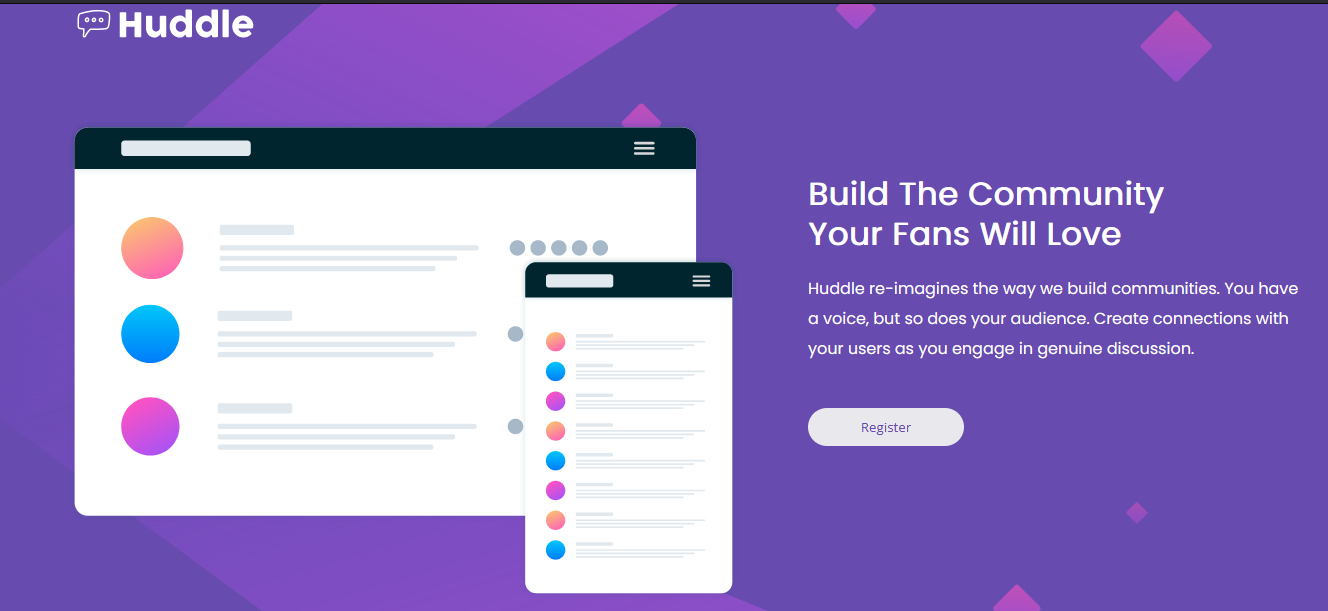 Huddle
Build The Community
Your Fans Will Love
Huddle re-imagines the way we build communities. You have
a voice, but so does your audience. Create connections with
your users as you engage in genuine discussion.
Register